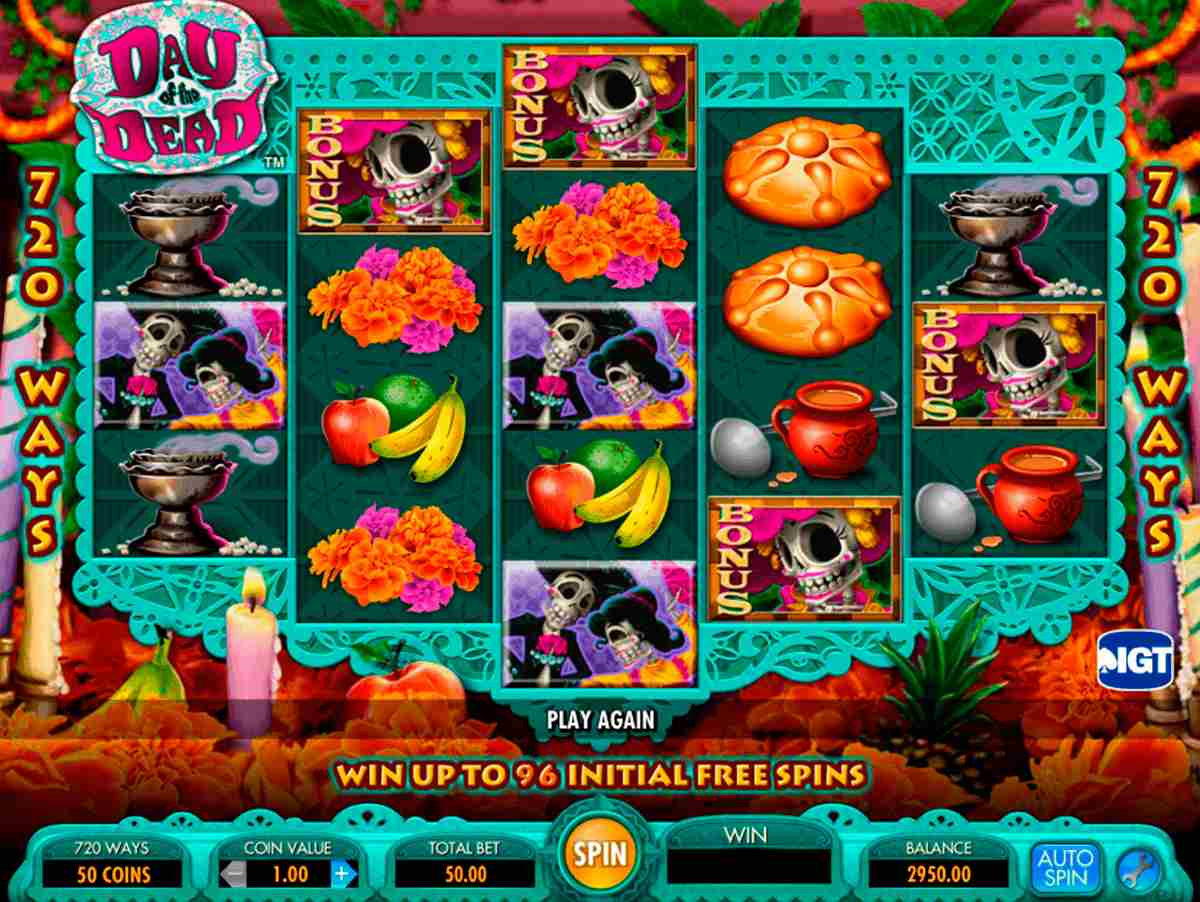 DAY
of the
DEAD
TM
BONUS
BONUS
BONUS
BONUS
720 WAYS
720 WAYS
IGT
PLAY AGAIN
WIN UP TO 96 INITIAL FREE SPINS
720 WAYS
50 COINS
COIN VALUE
- 1.00 +
TOTAL BET
50.00
SPIN
WIN
BALANCE
2950.00
AUTO
SPIN